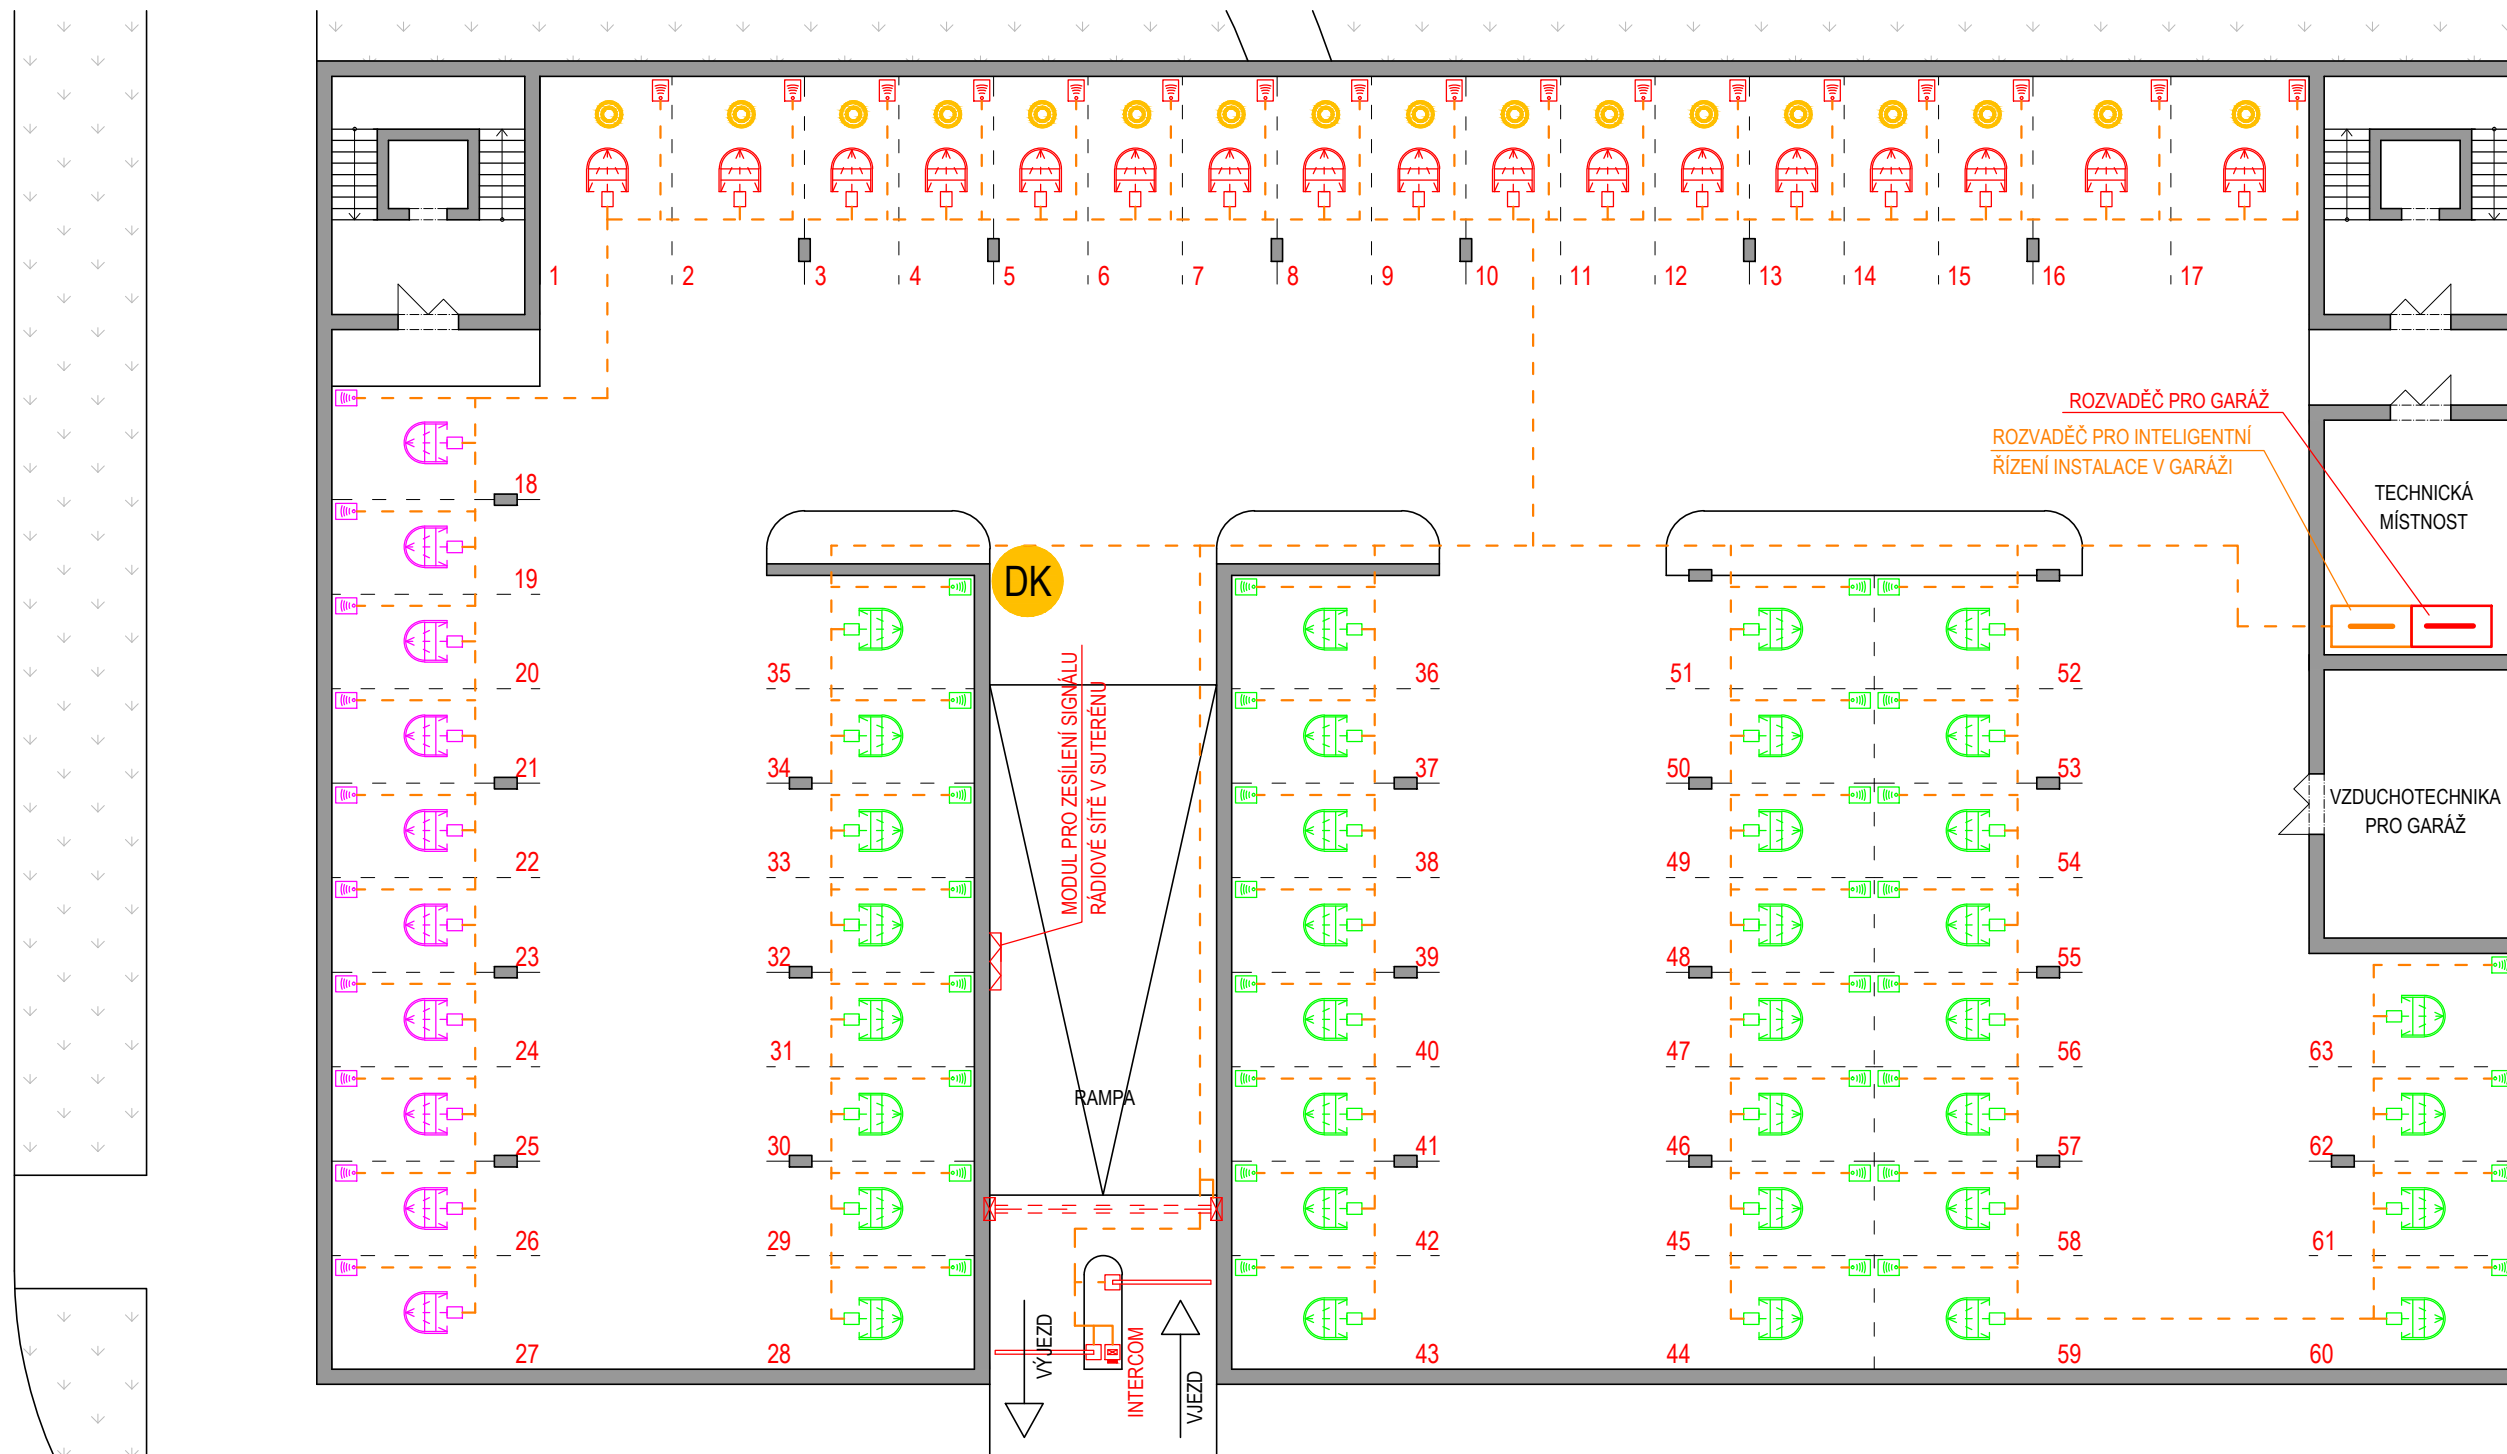 1 2 3 4 5 6 7 8 9 10 11 12 13 14 15 16 17
ROZVADĚČ PRO GARÁŽ
ROZVADĚČ PRO INTELIGENTNÍ
ŘÍZENÍ INSTALACE V GARÁŽI
TECHNICKÁ
MÍSTNOST
18
DK
19
20 35 36 51 52
MODUL PRO ZESÍLENÍ SIGNÁLU
RÁDIOVÉ SÍTĚ V SUTERÉNU
21 34 37 50 53
VZDUCHOTECHNIKA
PRO GARÁŽ
22 33 38 49 54
23 32 39 48 55
24 31 40 47 56 63
RAMPA
25 30 41 46 57 62
26 29 42 45 58 61
VÝJEZD
INTERCOM
VJEZD
27 28 43 44 59 60